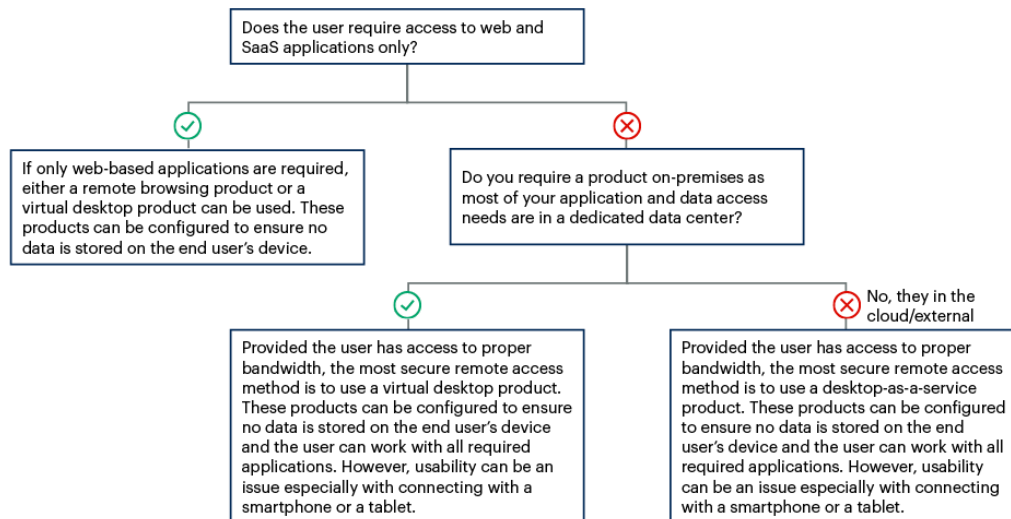 Does the user require access to web and
SaaS applications only?
If only web-based applications are required,
either a remote browsing product or a
virtual desktop product can be used. These
products can be configured to ensure no
data is stored on the end user's device.
Do you require a product on-premises as
most of your application and data access
needs are in a dedicated data center?
No, they in the
cloud/external
Provided the user has access to proper
bandwidth, the most secure remote access
method is to use a virtual desktop product.
These products can be configured to ensure
no data is stored on the end user's device
and the user can work with all required
applications. However, usability can be an
issue especially with connecting with a
smartphone or a tablet.
Provided the user has access to proper
bandwidth, the most secure remote access
method is to use a desktop-as-a-service
product. These products can be configured
to ensure no data is stored on the end
user's device and the user can work with all
required applications. However, usability
can be an issue especially with connecting
with a smartphone or a tablet.